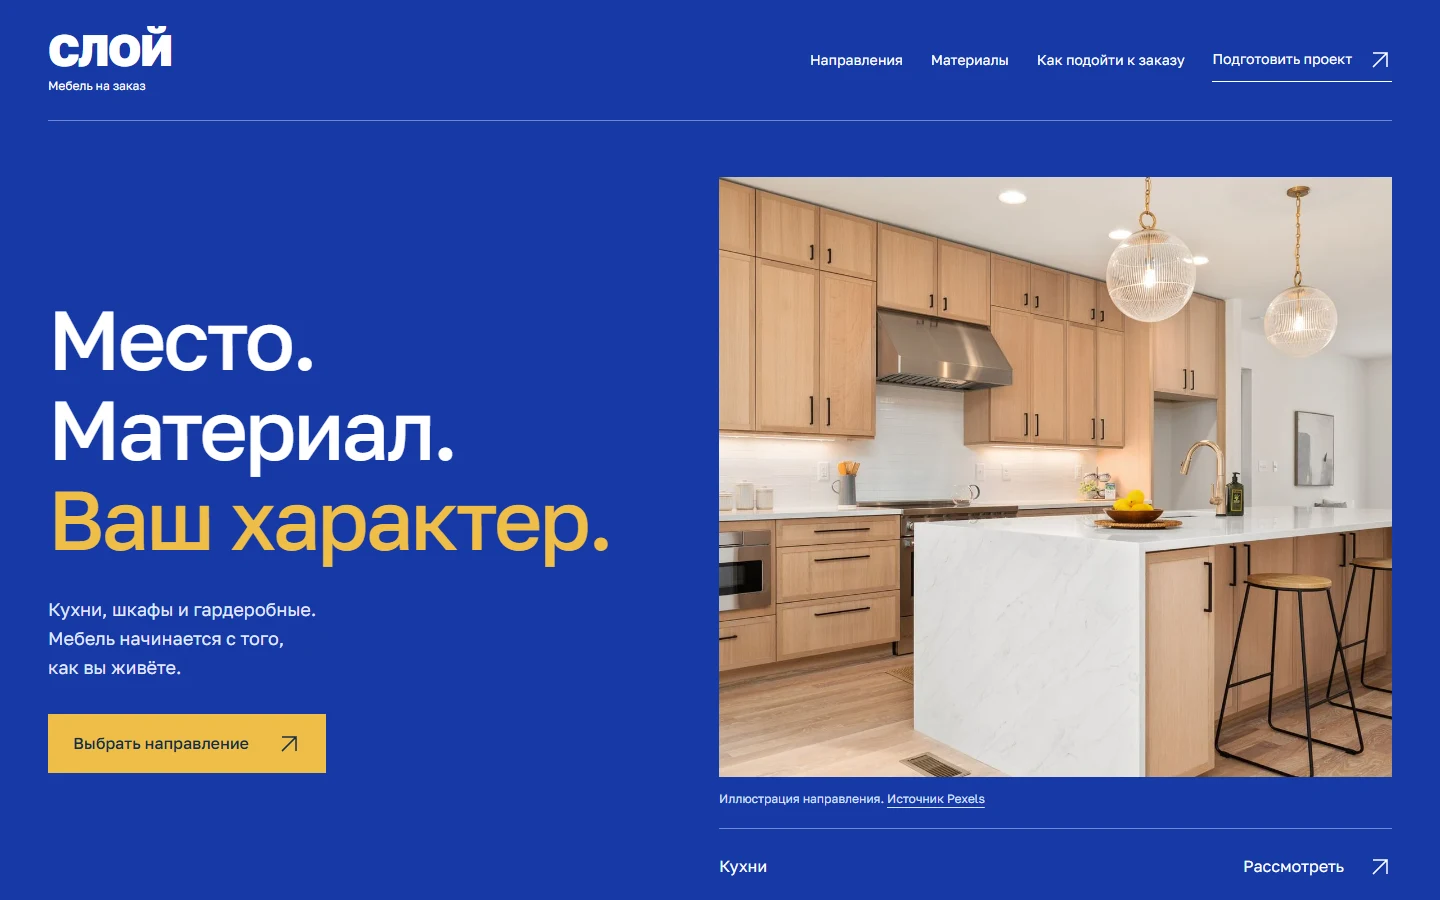 слой
Мебель на заказ
Направления
Материалы
Как подойти к заказу
Подготовить проект
Место.
Материал.
Ваш характер.
Кухни, шкафы и гардеробные.
Мебель начинается с того,
как вы живёте.
Выбрать направление
Иллюстрация направления. Источник Pexels
Кухни
Рассмотреть